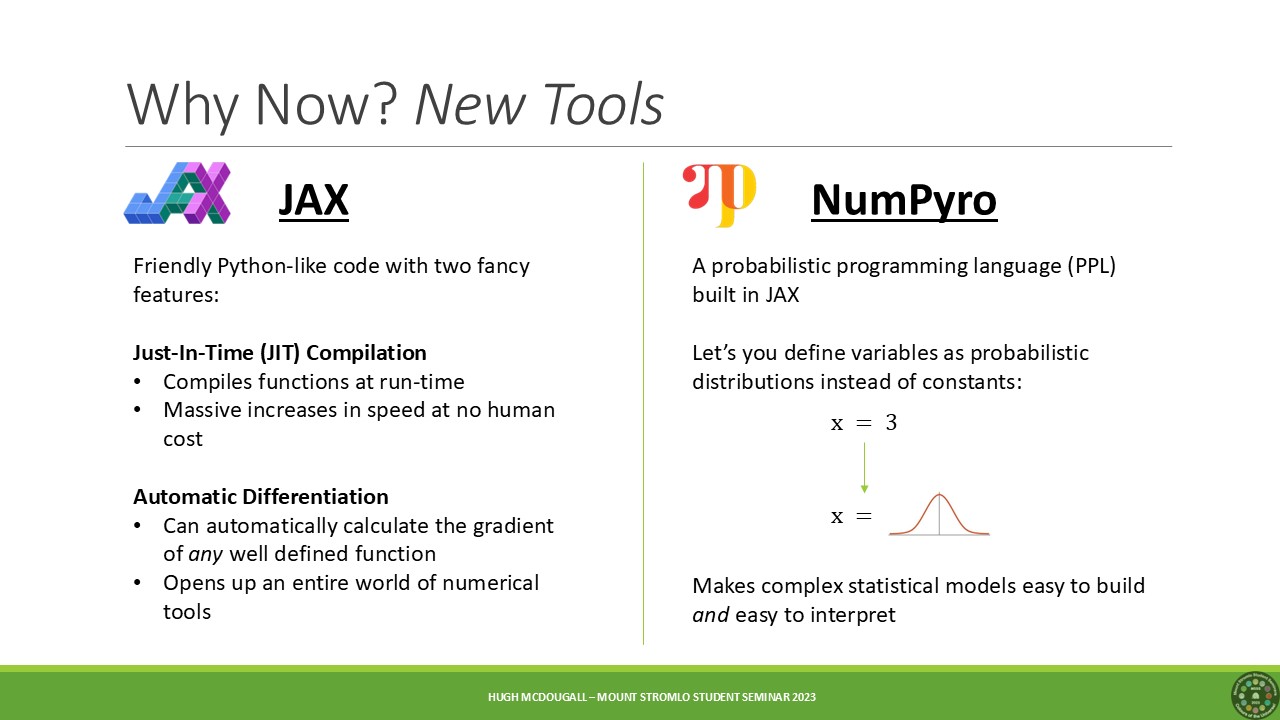 Why Now? New Tools
JAX
Friendly Python-like code with two fancy
features:
Just-In-Time (JIT) Compilation
• Compiles functions at run-time
• Massive increases in speed at no human
cost
Automatic Differentiation
• Can automatically calculate the gradient
of any well defined function
• Opens up an entire world of numerical
tools
NumPyro
A probabilistic programming language (PPL)
built in JAX
Let’s you define variables as probabilistic
distributions instead of constants:
x = 3
x =
Makes complex statistical models easy to build
and easy to interpret
HUGH MCDOUGALL – MOUNT STROMLO STUDENT SEMINAR 2023